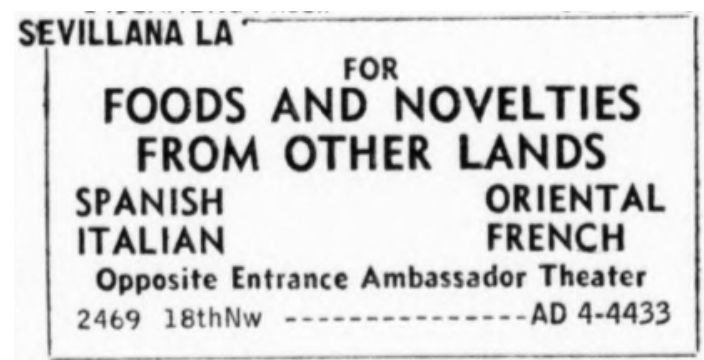 SEVILLANA LA
FOR
FOODS AND NOVELTIES
FROM OTHER LANDS
SPANISH ORIENTAL
ITALIAN FRENCH
Opposite Entrance Ambassador Theater
2469 18thNw ---------------AD 4-4433